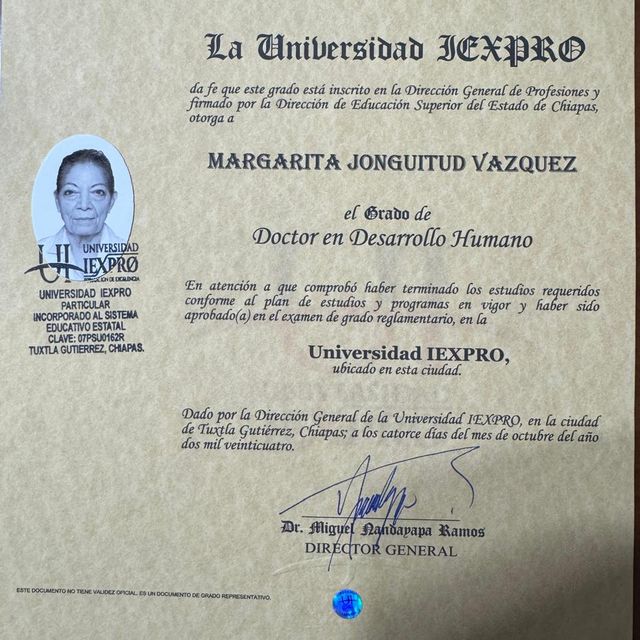 La Universidad IEXPRO
da fe que este grado está inscrito en la Dirección General de Profesiones y
firmado por la Dirección de Educación Superior del Estado de Chiapas,
otorga a
MARGARITA JONGUITUD VAZQUEZ
el Grado de
Doctor en Desarrollo Humano
UI UNIVERSIDAD
IEXPRO
UNIVERSIDAD IEXPRO
PARTICULAR
INCORPORADO AL SISTEMA
EDUCATIVO ESTATAL
CLAVE: 07PSU0162R
TUXTLA GUTIERREZ, CHIAPAS.
En atención a que comprobó haber terminado los estudios requeridos
conforme al plan de estudios y programas en vigor y haber sido
aprobado(a) en el examen de grado reglamentario, en la
Universidad IEXPRO,
ubicado en esta ciudad.
Dado por la Dirección General de la Universidad IEXPRO, en la ciudad
de Tuxtla Gutiérrez, Chiapas; a los catorce días del mes de octubre del año
dos mil veinticuatro.
Dr. Miguel Nandayapa Ramos
DIRECTOR GENERAL
ESTE DOCUMENTO NO TIENE VALIDEZ OFICIAL. ES UN DOCUMENTO DE GRADO REPRESENTATIVO.